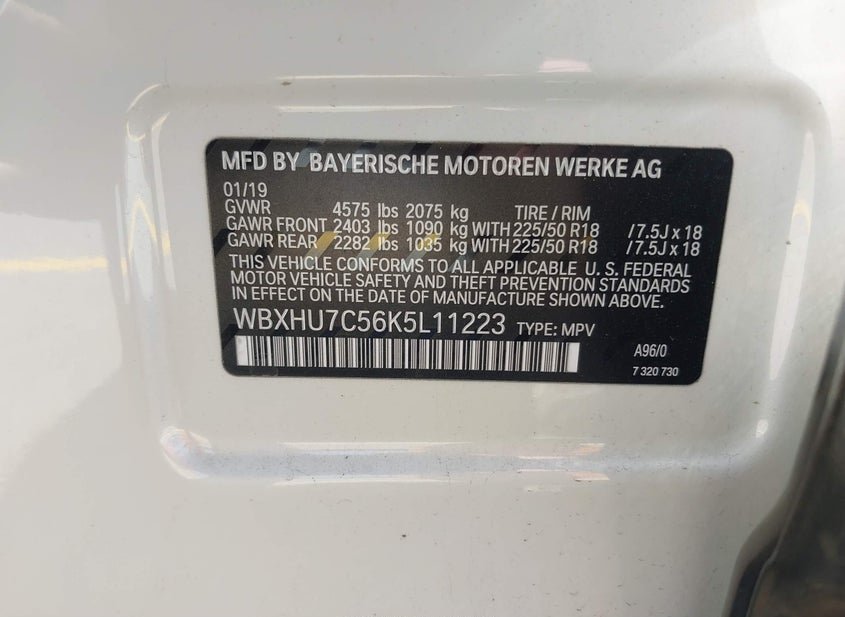 MFD BY BAYERISCHE MOTOREN WERKE AG
01/19
GVWR 4575 lbs 2075 kg TIRE / RIM
GAWR FRONT 2403 lbs 1090 kg WITH 225/50 R18 / 7.5J x 18
GAWR REAR 2282 lbs 1035 kg WITH 225/50 R18 / 7.5J x 18
THIS VEHICLE CONFORMS TO ALL APPLICABLE U. S. FEDERAL
MOTOR VEHICLE SAFETY AND THEFT PREVENTION STANDARDS
IN EFFECT ON THE DATE OF MANUFACTURE SHOWN ABOVE.
WBXHU7C56K5L11223 TYPE: MPV
A96/0
7 320 730